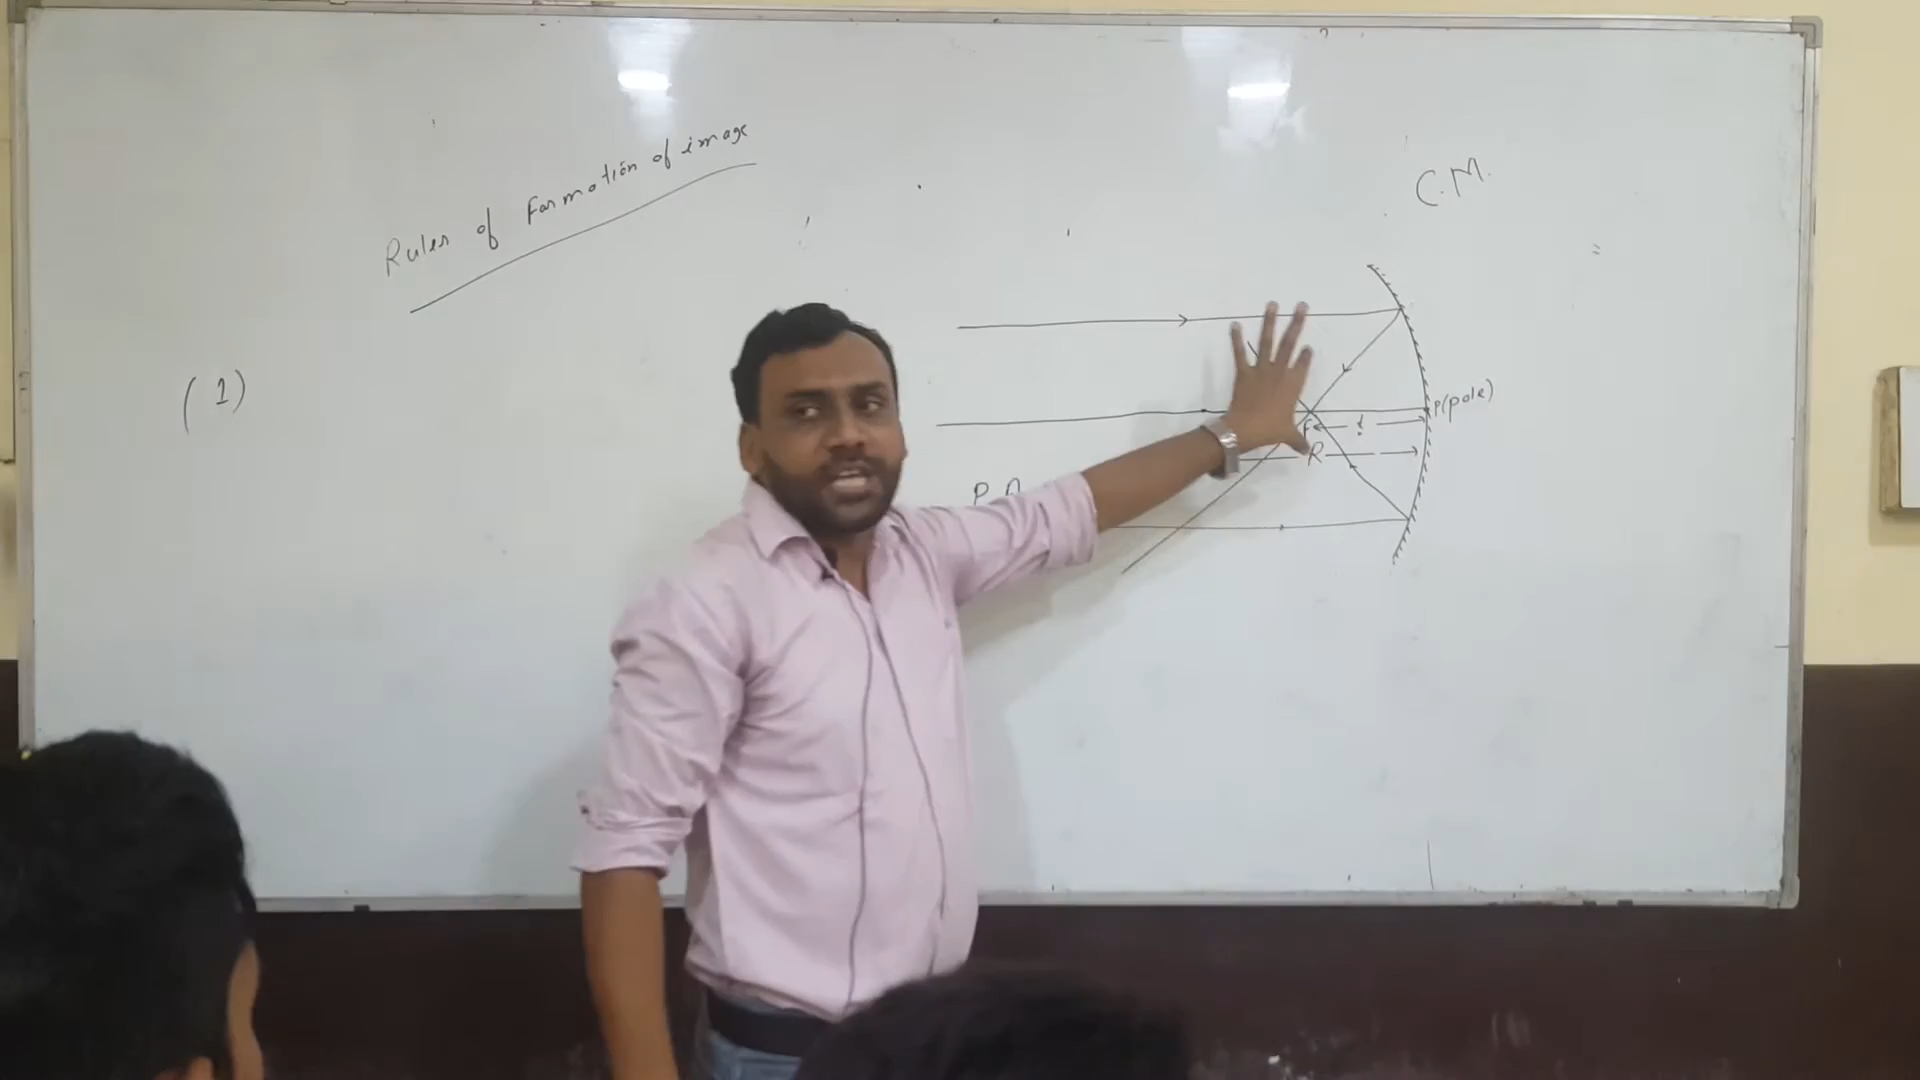 Rules of Formation of image
C.M.
(1)
P(pole)
F f
R
P.A